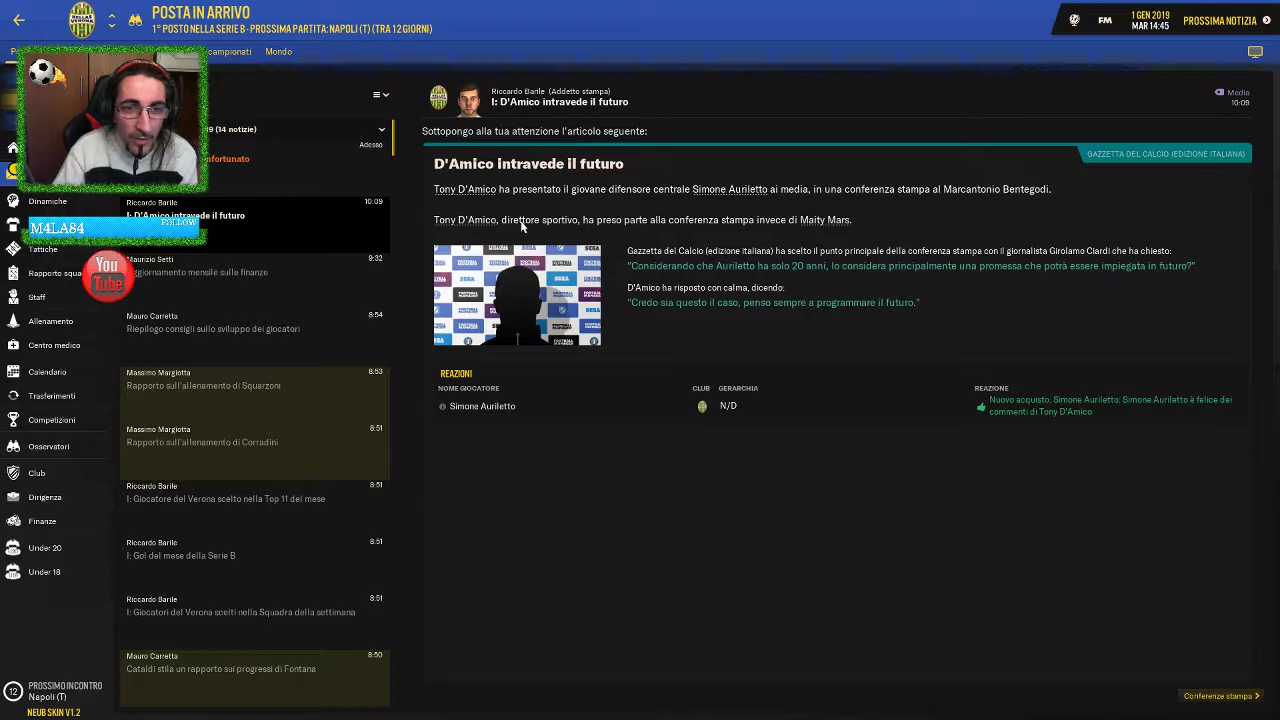 POSTA IN ARRIVO
1° POSTO NELLA SERIE B - PROSSIMA PARTITA: NAPOLI (T) (TRA 12 GIORNI)
FM
1 GEN 2019
MAR 14:45
PROSSIMA NOTIZIA
Mondo
M4LA84
FOLLOW
You
Tube
Dinamiche
Tattiche
Staff
Allenamento
Centro medico
Calendario
Trasferimenti
Competizioni
Osservatori
Club
Dirigenza
Finanze
Under 20
Under 18
12
PROSSIMO INCONTRO
Napoli (T)
NEUB SKIN V1.2
(14 notizie)
Adesso
Riccardo Barile 10:09
I: D'Amico intravede il futuro
Maurizio Setti 9:32
Aggiornamento mensile sulle finanze
Mauro Carretta 8:54
Riepilogo consigli sullo sviluppo dei giocatori
Massimo Margiotta 8:53
Rapporto sull'allenamento di Squarzoni
Massimo Margiotta 8:51
Rapporto sull'allenamento di Corradini
Riccardo Barile 8:51
I: Giocatore del Verona scelto nella Top 11 del mese
Riccardo Barile 8:51
I: Gol del mese della Serie B
Riccardo Barile 8:51
I: Giocatori del Verona scelti nella Squadra della settimana
Mauro Carretta 8:50
Cataldi stila un rapporto sui progressi di Fontana
Riccardo Barile (Addetto stampa)
I: D'Amico intravede il futuro
Media
10:09
Sottopongo alla tua attenzione l'articolo seguente:
D'Amico intravede il futuro
GAZZETTA DEL CALCIO (EDIZIONE ITALIANA)
Tony D'Amico ha presentato il giovane difensore centrale Simone Auriletto ai media, in una conferenza stampa al Marcantonio Bentegodi.
Tony D'Amico, direttore sportivo, ha preso parte alla conferenza stampa invece di Maity Mars.
Gazzetta del Calcio (edizione italiana) ha scelto il punto principale della conferenza stampa con il giornalista Girolamo Ciardi che ha chiesto:
"Considerando che Auriletto ha solo 20 anni, lo considera principalmente una promessa che potrà essere impiegata in futuro?"
D'Amico ha risposto con calma, dicendo:
"Credo sia questo il caso, penso sempre a programmare il futuro."
REAZIONI
NOME GIOCATORE CLUB GERARCHIA REAZIONE
Simone Auriletto N/D Nuovo acquisto: Simone Auriletto: Simone Auriletto è felice dei
commenti di Tony D'Amico
Conferenze stampa